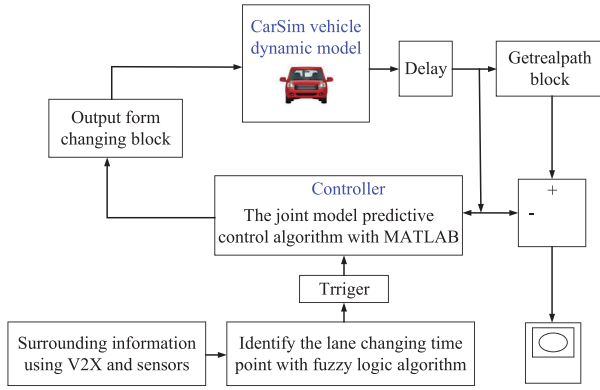 CarSim vehicle
dynamic model
Delay
Getrealpath
block
Output form
changing block
Controller
The joint model predictive
control algorithm with MATLAB
+
-
Trriger
Surrounding information
using V2X and sensors
Identify the lane changing time
point with fuzzy logic algorithm